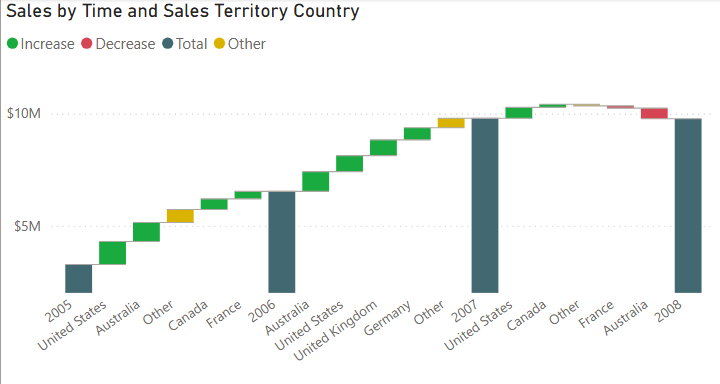 Sales by Time and Sales Territory Country
Increase Decrease Total Other
$10M
$5M
2005
United States
Australia
Other
Canada
France
2006
Australia
United States
United Kingdom
Germany
Other
2007
United States
Canada
Other
France
Australia
2008